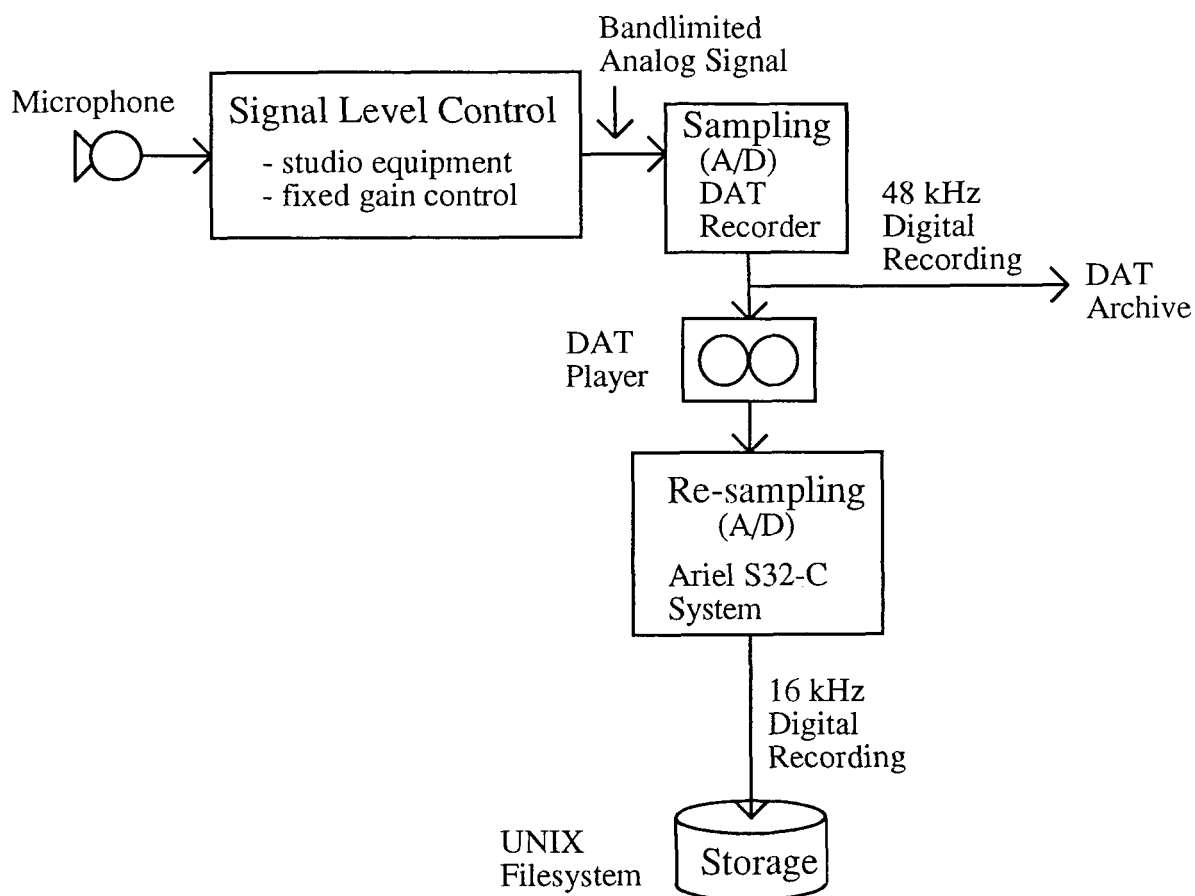 Bandlimited
Analog Signal
Microphone
Signal Level Control
- studio equipment
- fixed gain control
Sampling
(A/D)
DAT
Recorder
48 kHz
Digital
Recording
DAT
Archive
DAT
Player
Re-sampling
(A/D)
Ariel S32-C
System
16 kHz
Digital
Recording
UNIX
Filesystem
Storage